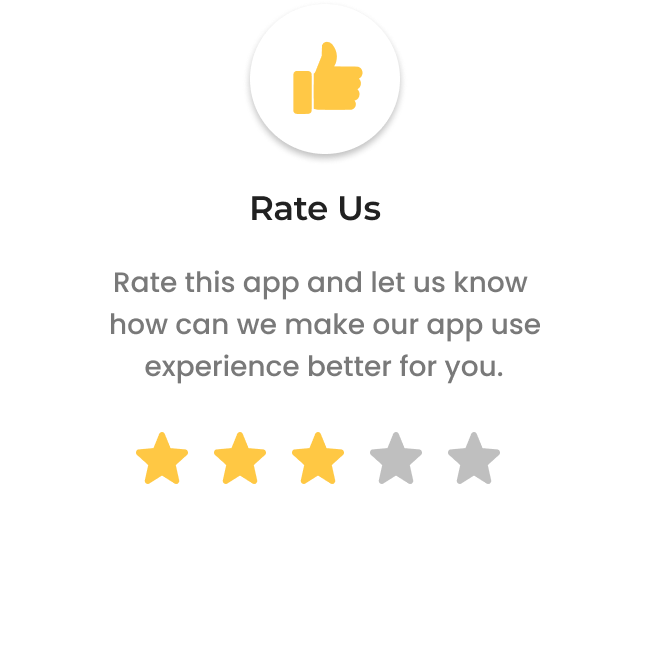 Rate Us
Rate this app and let us know
how can we make our app use
experience better for you.